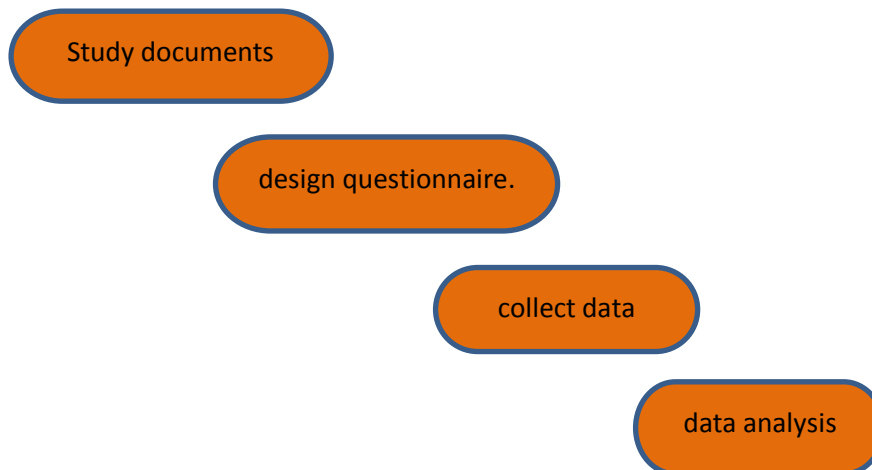 Study documents
design questionnaire.
collect data
data analysis